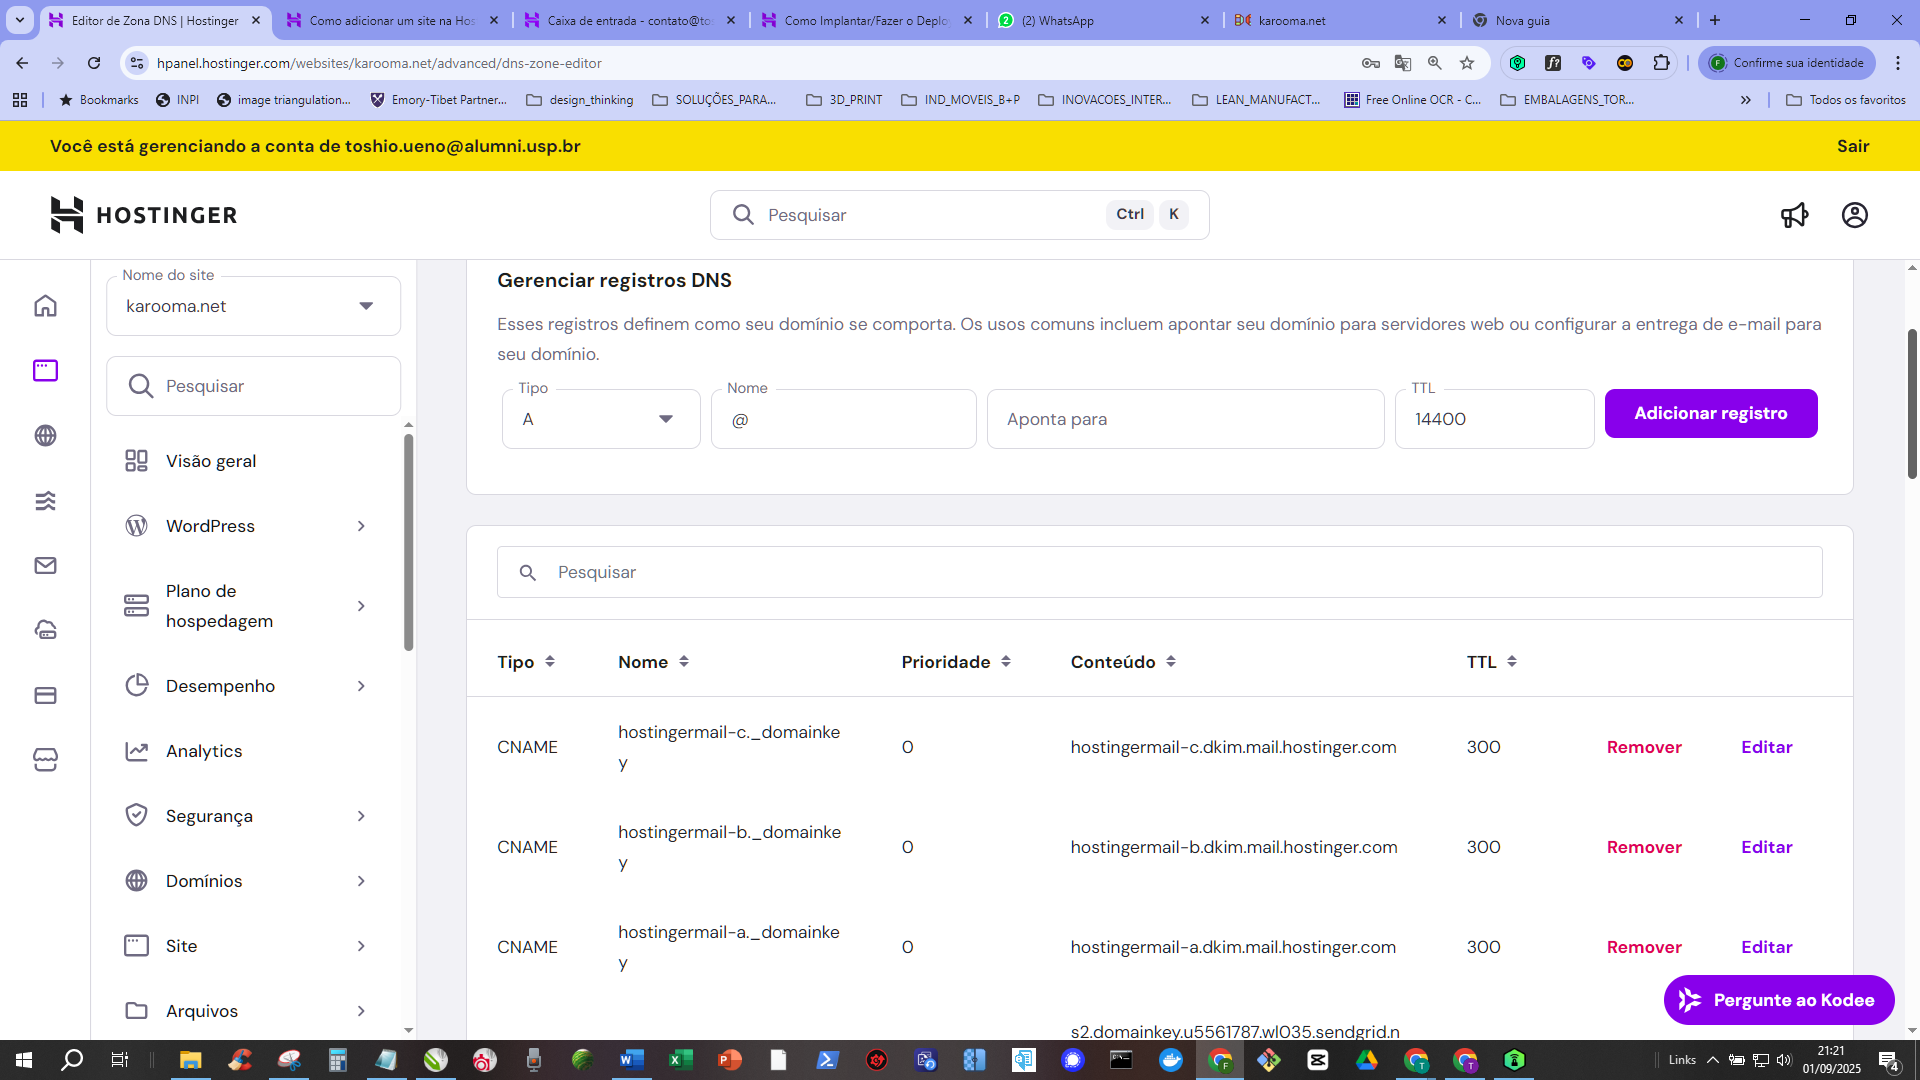 Editor de Zona DNS | Hostinger
Como adicionar um site na Hos
Caixa de entrada - contato@tos
Como Implantar/Fazer o Deplo
(2) WhatsApp
karooma.net
Nova guia
hpanel.hostinger.com/websites/karooma.net/advanced/dns-zone-editor
Confirme sua identidade
Bookmarks
INPI
image triangulation...
Emory-Tibet Partner...
design_thinking
SOLUÇÕES_PARA...
3D_PRINT
IND_MOVEIS_B+P
INOVACOES_INTER...
LEAN_MANUFACT...
Free Online OCR - C...
EMBALAGENS_TOR...
»
Todos os favoritos
Você está gerenciando a conta de toshio.ueno@alumni.usp.br
Sair
HOSTINGER
Pesquisar
Ctrl
K
Nome do site
karooma.net
Pesquisar
Visão geral
WordPress
Plano de
hospedagem
Desempenho
Analytics
Segurança
Domínios
Site
Arquivos
Gerenciar registros DNS
Esses registros definem como seu domínio se comporta. Os usos comuns incluem apontar seu domínio para servidores web ou configurar a entrega de e-mail para
seu domínio.
Tipo
A
Nome
@
Aponta para
TTL
14400
Adicionar registro
Pesquisar
Tipo
Nome
Prioridade
Conteúdo
TTL
CNAME
hostingermail-c._domainke
y
0
hostingermail-c.dkim.mail.hostinger.com
300
Remover
Editar
CNAME
hostingermail-b._domainke
y
0
hostingermail-b.dkim.mail.hostinger.com
300
Remover
Editar
CNAME
hostingermail-a._domainke
y
0
hostingermail-a.dkim.mail.hostinger.com
300
Remover
Editar
s2.domainkey.u5561787.wl035.sendgrid.n
Pergunte ao Kodee
Links
21:21
01/09/2025
4